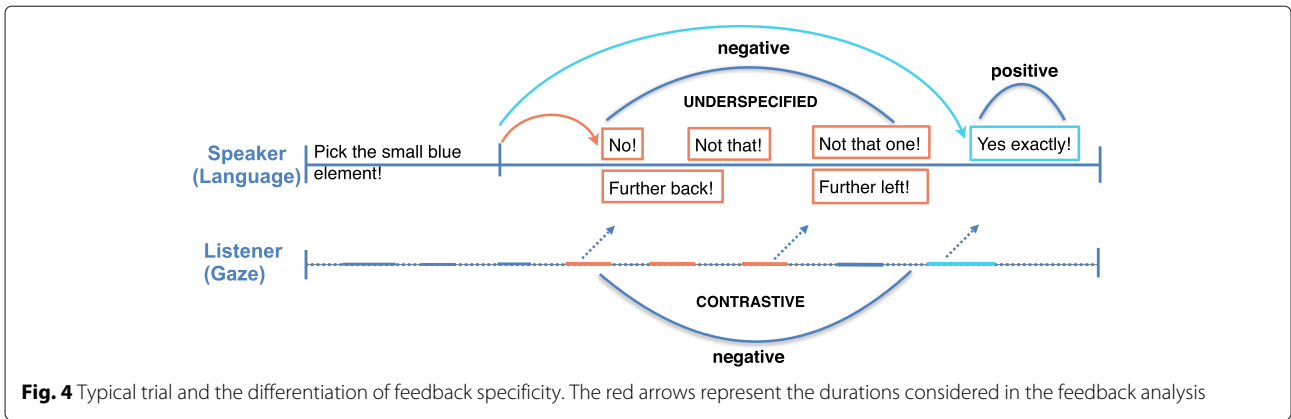 negative
positive
UNDERSPECIFIED
Speaker
(Language)
Pick the small blue
element!
No!
Not that!
Not that one!
Yes exactly!
Further back!
Further left!
Listener
(Gaze)
CONTRASTIVE
negative
Fig. 4 Typical trial and the differentiation of feedback specificity. The red arrows represent the durations considered in the feedback analysis